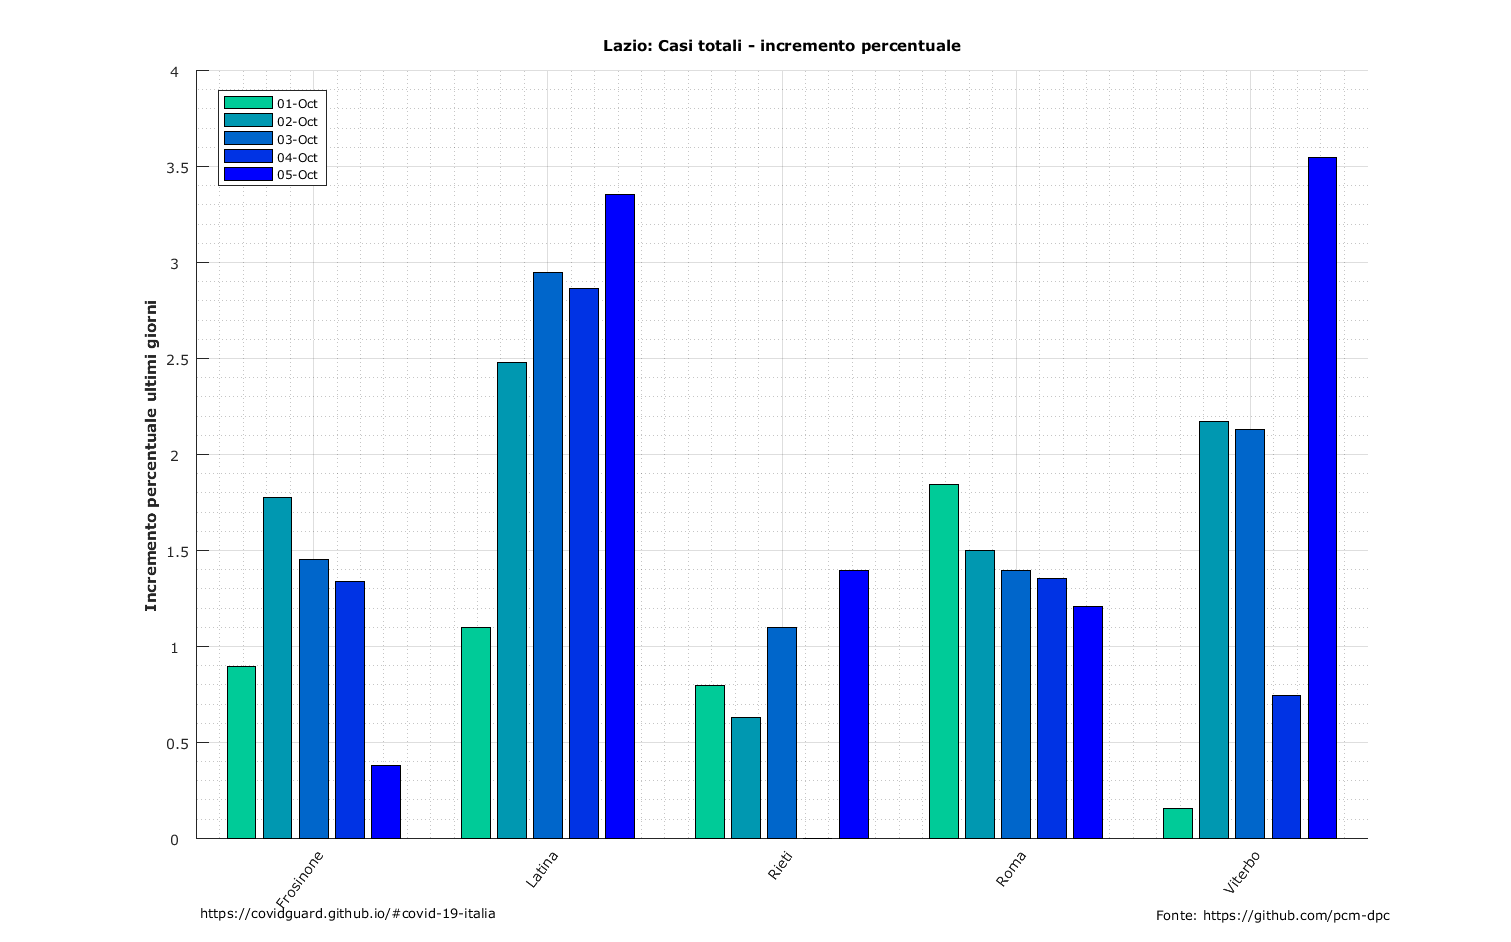 Lazio: Casi totali - incremento percentuale
4
3.5
3
2.5
2
1.5
1
0.5
0
Incremento percentuale ultimi giorni
01-Oct
02-Oct
03-Oct
04-Oct
05-Oct
Frosinone
Latina
Rieti
Roma
Viterbo
https://covidguard.github.io/#covid-19-italia
Fonte: https://github.com/pcm-dpc